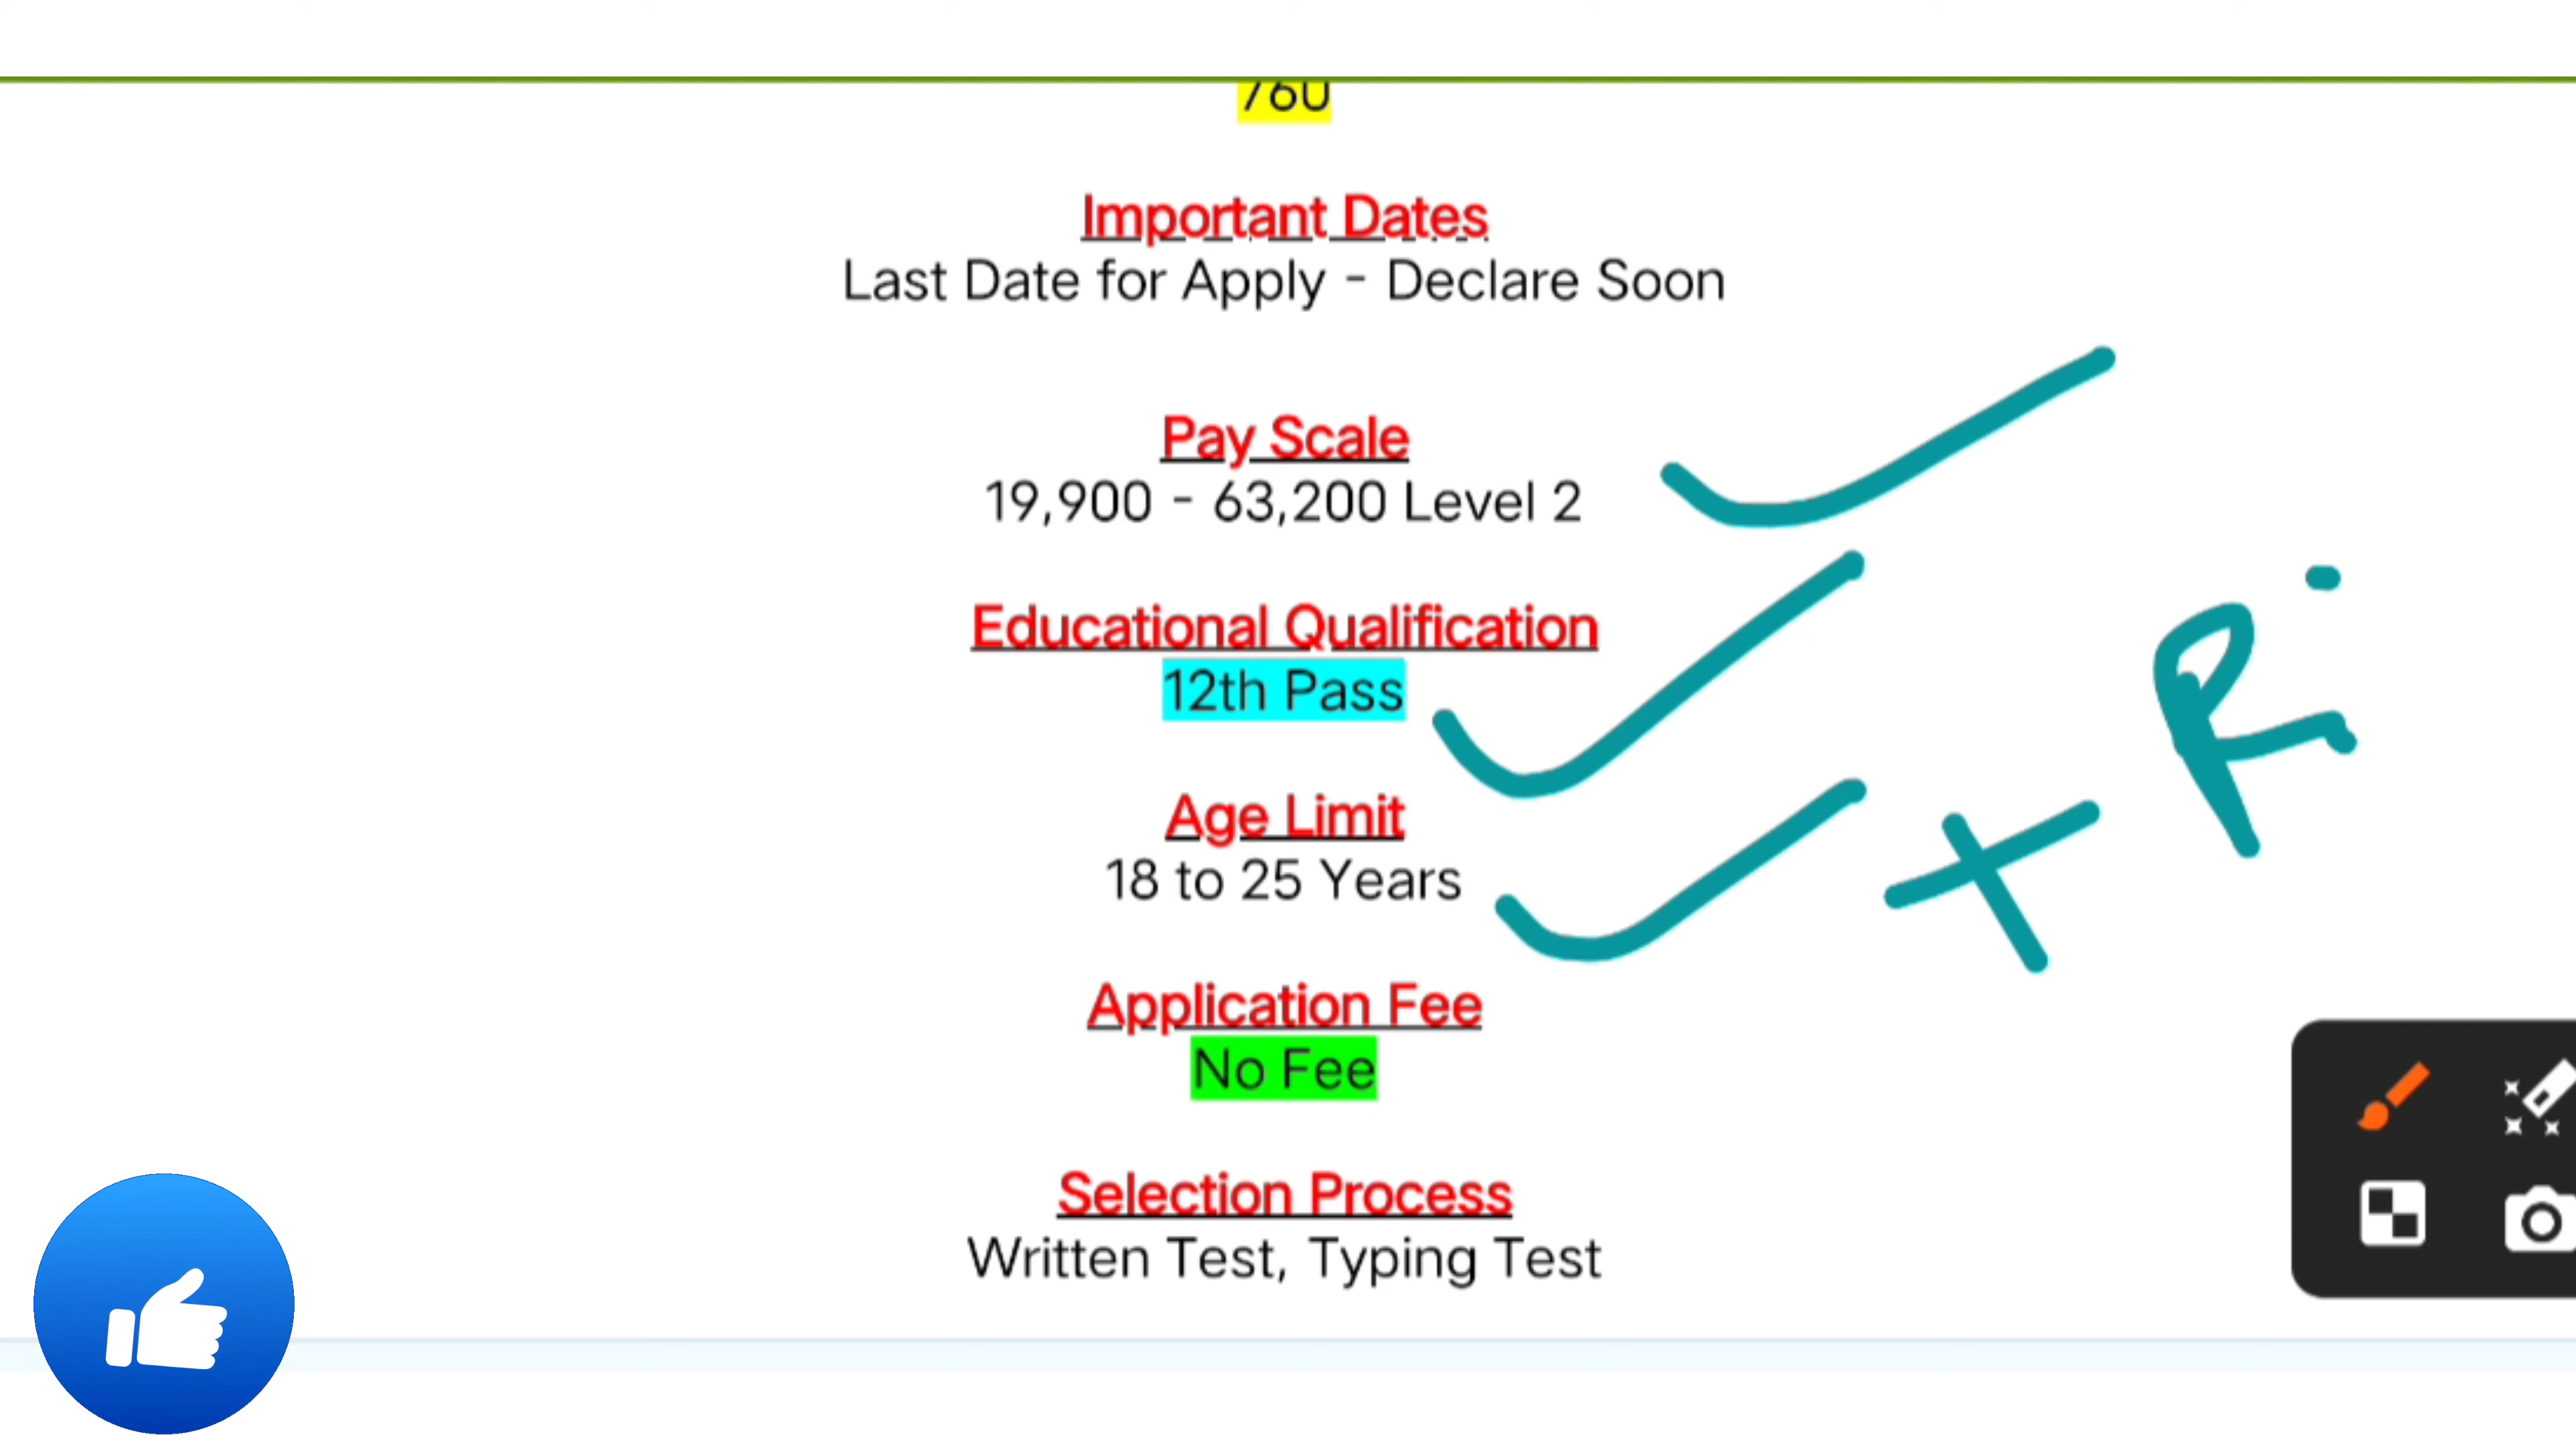 760
Important Dates
Last Date for Apply - Declare Soon
Pay Scale
19,900 - 63,200 Level 2
Educational Qualification
12th Pass
Age Limit
18 to 25 Years
+ R
Application Fee
No Fee
Selection Process
Written Test, Typing Test